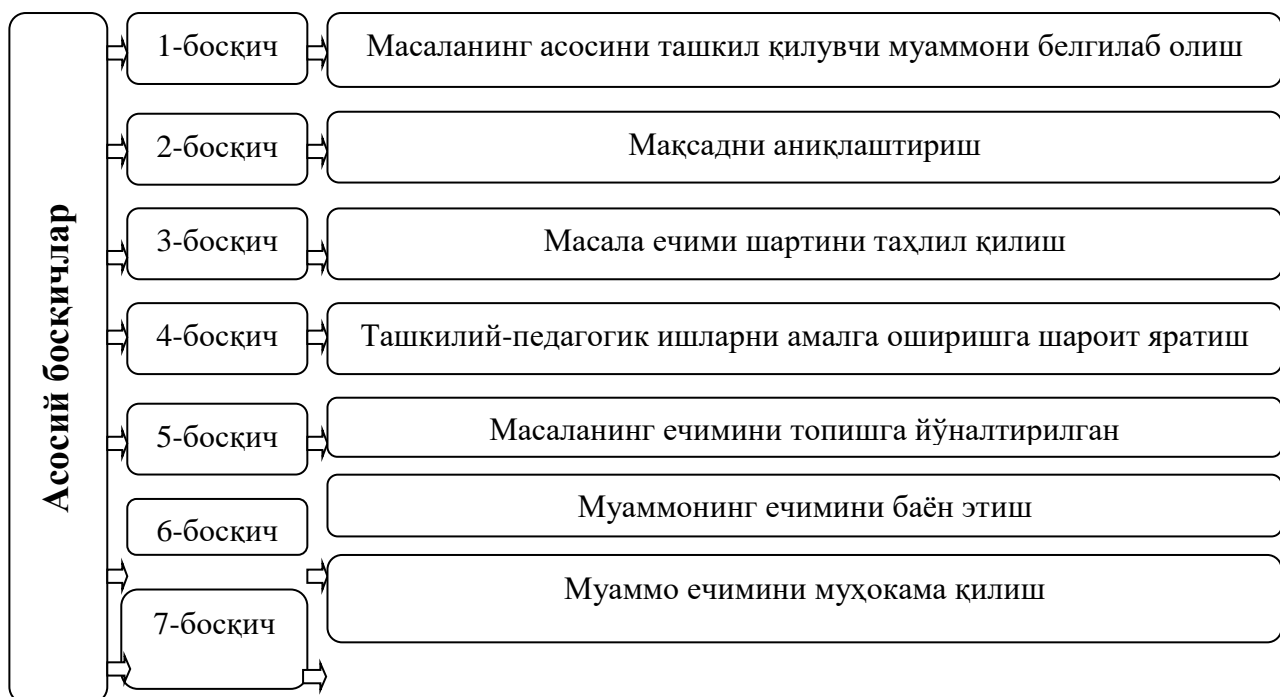 Асосий босқичлар
1-босқич
Масаланинг асосини ташкил қилувчи муаммони белгилаб олиш
2-босқич
Мақсадни аниқлаштириш
3-босқич
Масала ечими шартини таҳлил қилиш
4-босқич
Ташкилий-педагогик ишларни амалга оширишга шароит яратиш
5-босқич
Масаланинг ечимини топишга йўналтирилган
6-босқич
Муаммонинг ечимини баён этиш
7-босқич
Муаммо ечимини муҳокама қилиш